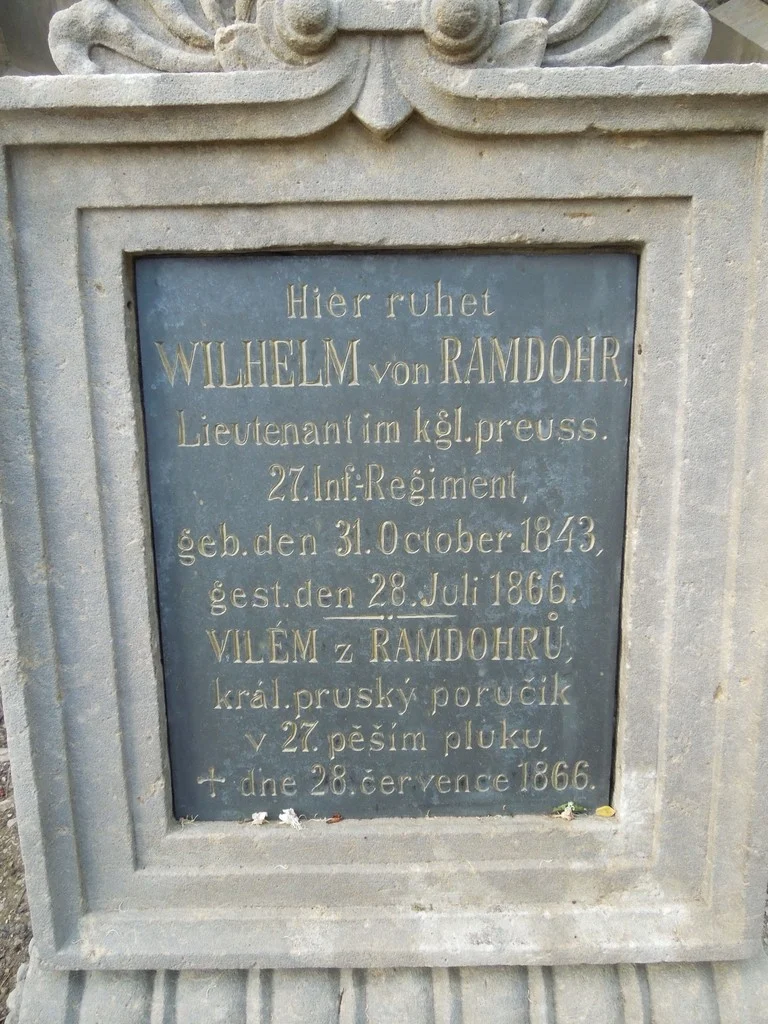 Hier ruhet
WILHELM von RAMDOHR,
Lieutenant im kgl. preuss.
27. Inf.-Regiment,
geb. den 31. October 1843,
gest. den 28. Juli 1866.
VILÉM z RAMDOHRŮ,
král. pruský poručik
v 27. pěším pluku,
+ dne 28. července 1866.